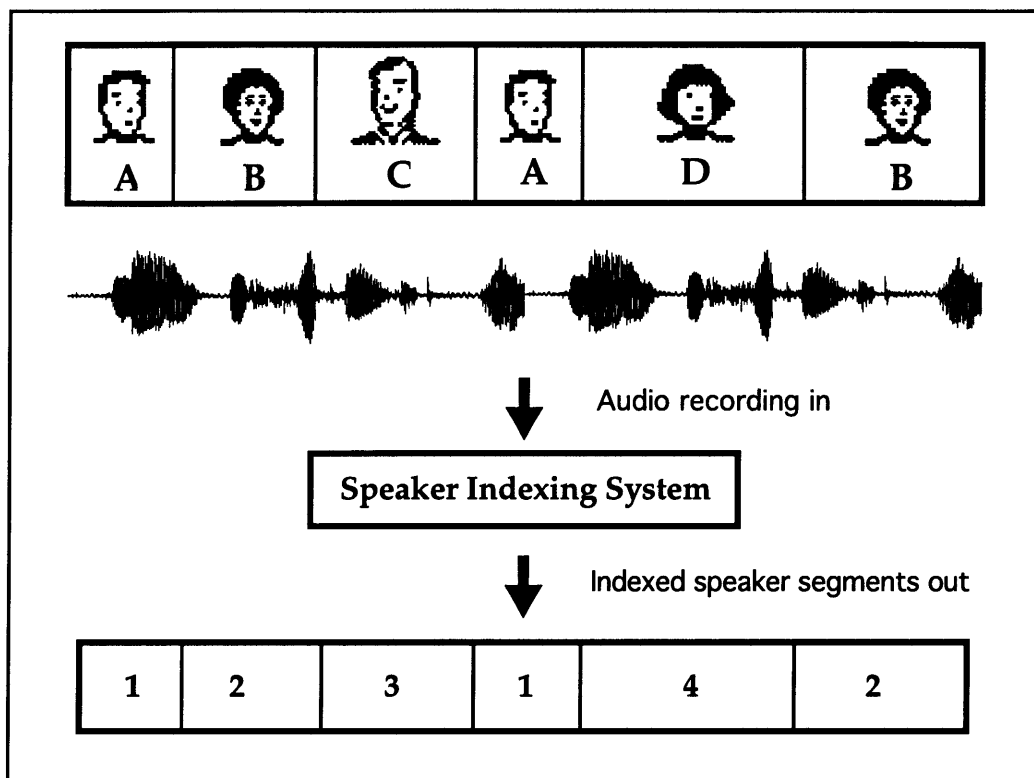 A B C A D B
Audio recording in
Speaker Indexing System
Indexed speaker segments out
1 2 3 1 4 2